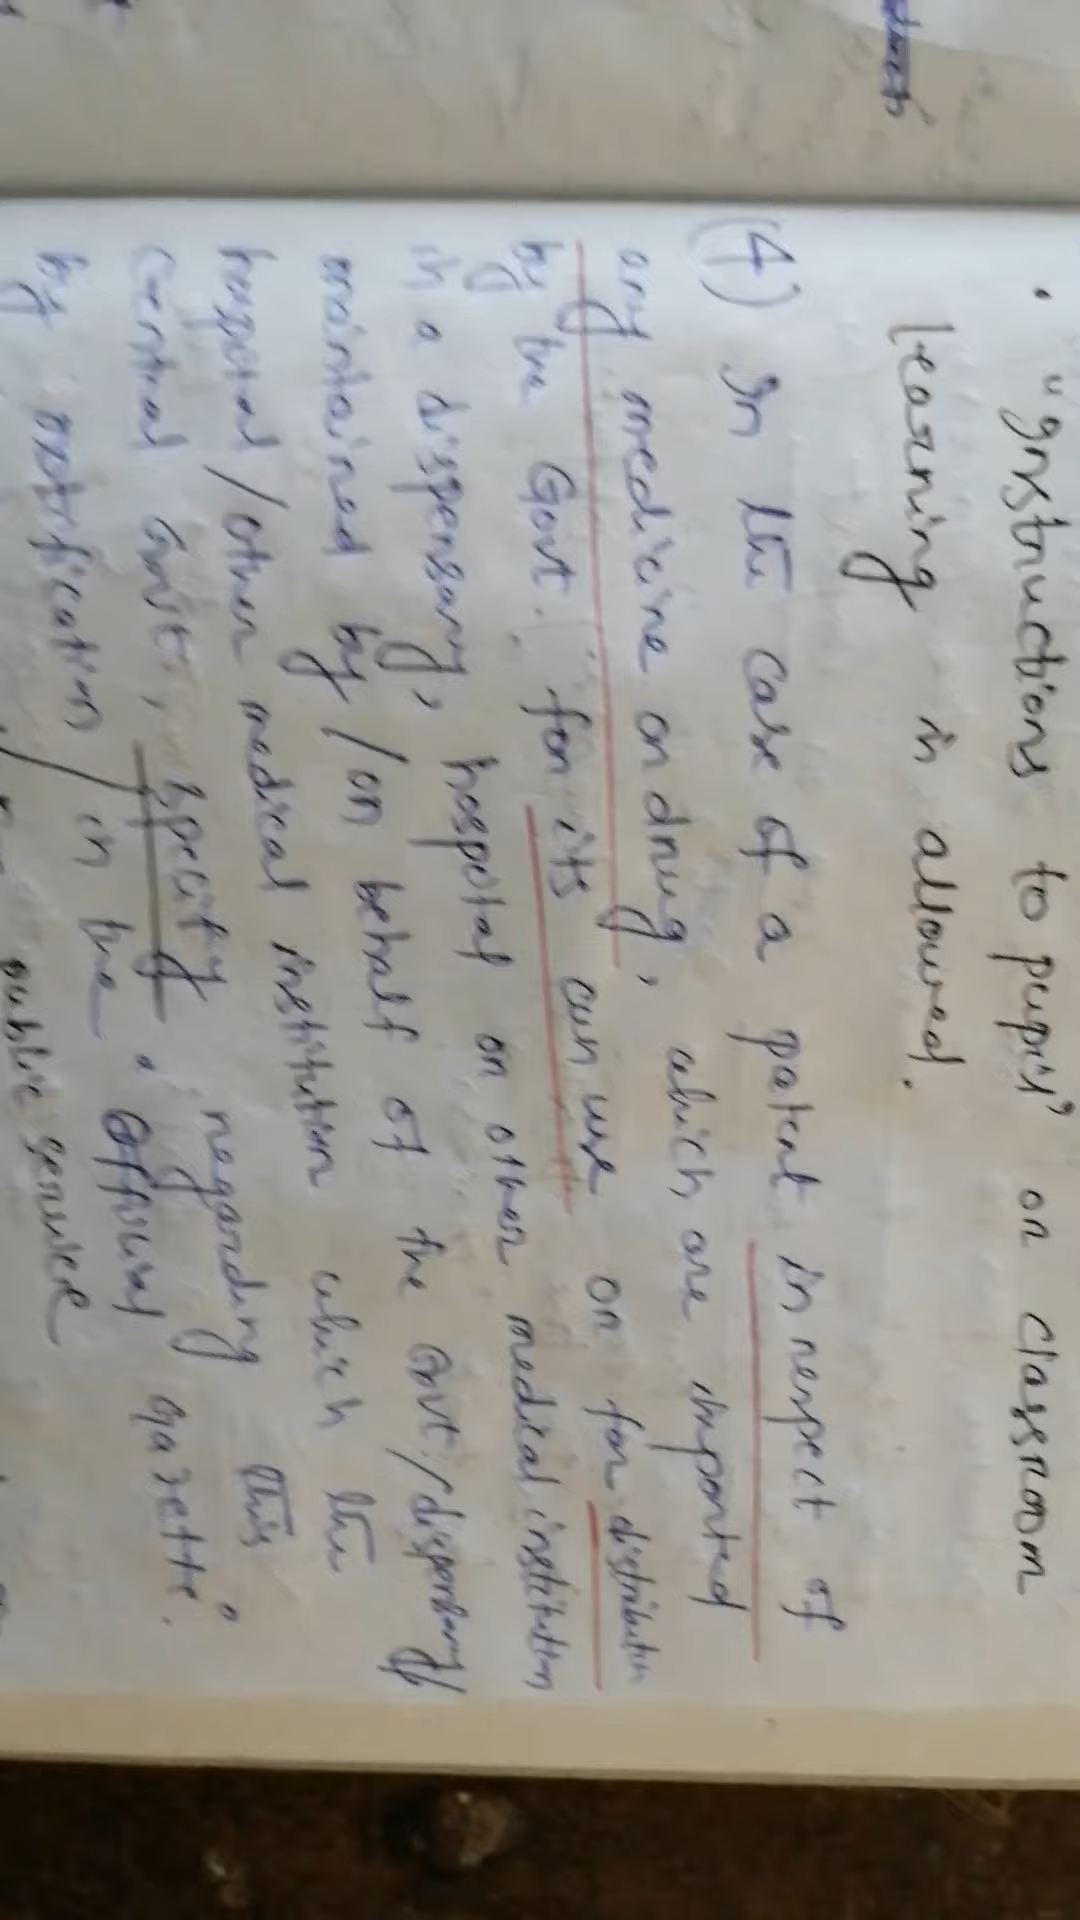 • "Instructions to pupil" or classroom
learning is allowed.
(4) In the case of a patent in respect of
any medicine or drug, which are imported
by the Govt. for its own use or for distribution
in a dispensary, hospital or other medical institution
maintained by/on behalf of the Govt./dispensary/
hospital/other medical institution which the
central Govt, specify regarding this
by notification in the official gazette.
public service